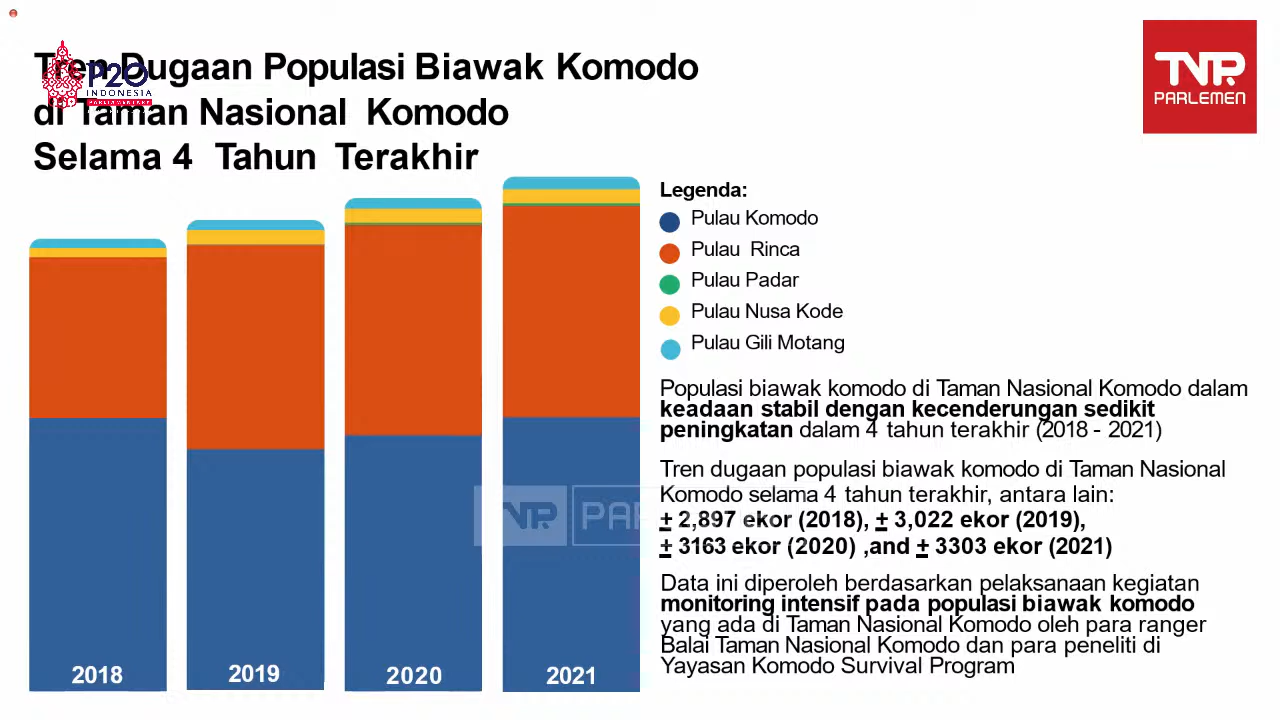 Tren Dugaan Populasi Biawak Komodo
di Taman Nasional Komodo
Selama 4 Tahun Terakhir
P20
INDONESIA
PARLIAMENTARY
TVR
PARLEMEN
Legenda:
Pulau Komodo
Pulau Rinca
Pulau Padar
Pulau Nusa Kode
Pulau Gili Motang
Populasi biawak komodo di Taman Nasional Komodo dalam
keadaan stabil dengan kecenderungan sedikit
peningkatan dalam 4 tahun terakhir (2018 - 2021)
Tren dugaan populasi biawak komodo di Taman Nasional
Komodo selama 4 tahun terakhir, antara lain:
± 2,897 ekor (2018), ± 3,022 ekor (2019),
± 3163 ekor (2020) ,and ± 3303 ekor (2021)
Data ini diperoleh berdasarkan pelaksanaan kegiatan
monitoring intensif pada populasi biawak komodo
yang ada di Taman Nasional Komodo oleh para ranger
Balai Taman Nasional Komodo dan para peneliti di
Yayasan Komodo Survival Program
2018
2019
2020
2021
TVR